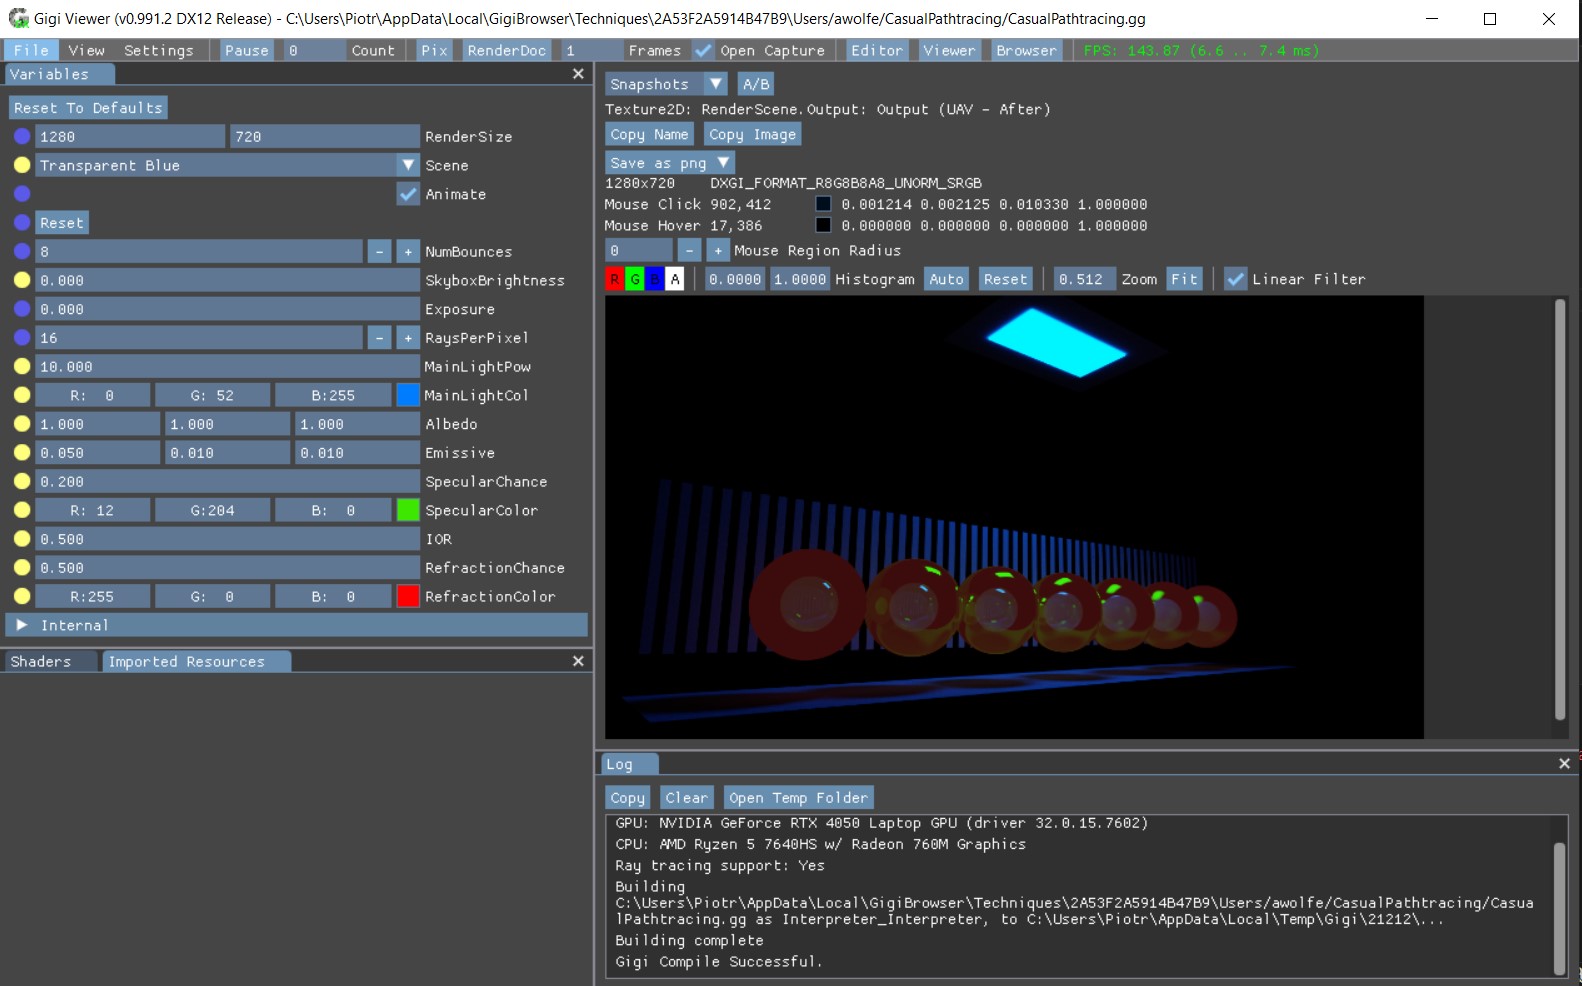 Gigi Viewer (v0.991.2 DX12 Release) - C:\Users\Piotr\AppData\Local\GigiBrowser\Techniques\2A53F2A5914B47B9\Users/awolfe/CasualPathtracing/CasualPathtracing.gg
File View Settings Pause 0 Count Pix RenderDoc 1 Frames Open Capture Editor Viewer Browser FPS: 143.87 (6.6 .. 7.4 ms)
Variables
Reset To Defaults
1280 720 RenderSize
Transparent Blue Scene
Animate
Reset
8 - + NumBounces
0.000 SkyboxBrightness
0.000 Exposure
16 - + RaysPerPixel
10.000 MainLightPow
R: 0 G: 52 B:255 MainLightCol
1.000 1.000 1.000 Albedo
0.050 0.010 0.010 Emissive
0.200 SpecularChance
R: 12 G:204 B: 0 SpecularColor
0.500 IOR
0.500 RefractionChance
R:255 G: 0 B: 0 RefractionColor
Internal
Shaders Imported Resources
Snapshots A/B
Texture2D: RenderScene.Output: Output (UAV - After)
Copy Name Copy Image
Save as png
1280x720 DXGI_FORMAT_R8G8B8A8_UNORM_SRGB
Mouse Click 902,412 0.001214 0.002125 0.010330 1.000000
Mouse Hover 17,386 0.000000 0.000000 0.000000 1.000000
0 - + Mouse Region Radius
R G B A 0.0000 1.0000 Histogram Auto Reset 0.512 Zoom Fit Linear Filter
Log
Copy Clear Open Temp Folder
GPU: NVIDIA GeForce RTX 4050 Laptop GPU (driver 32.0.15.7602)
CPU: AMD Ryzen 5 7640HS w/ Radeon 760M Graphics
Ray tracing support: Yes
Building
C:\Users\Piotr\AppData\Local\GigiBrowser\Techniques\2A53F2A5914B47B9\Users/awolfe/CasualPathtracing/Casua
lPathtracing.gg as Interpreter_Interpreter, to C:\Users\Piotr\AppData\Local\Temp\Gigi\21212\...
Building complete
Gigi Compile Successful.